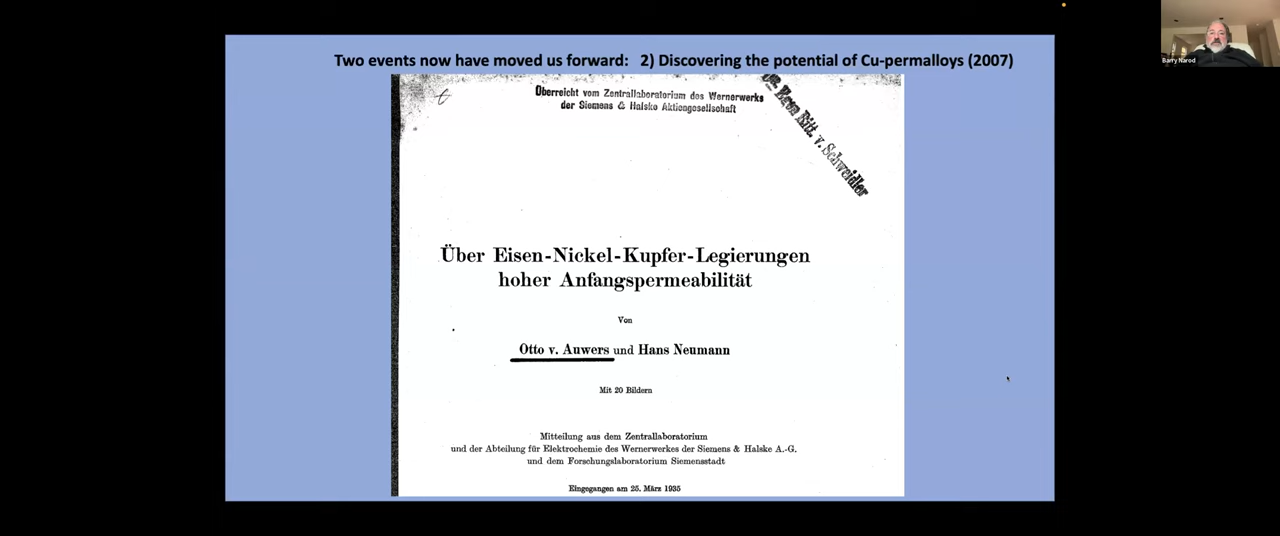 Two events now have moved us forward: 2) Discovering the potential of Cu-permalloys (2007)
Barry Narod
Überreicht vom Zentrallaboratorium des Wernerwerks
der Siemens & Halske Aktiengesellschaft
v. Schweidler
Über Eisen-Nickel-Kupfer-Legierungen
hoher Anfangspermeabilität
Von
Otto v. Auwers und Hans Neumann
Mit 20 Bildern
Mitteilung aus dem Zentrallaboratorium
und der Abteilung für Elektrochemie des Wernerwerkes der Siemens & Halske A.-G.
und dem Forschungslaboratorium Siemensstadt
Eingegangen am 25. März 1935